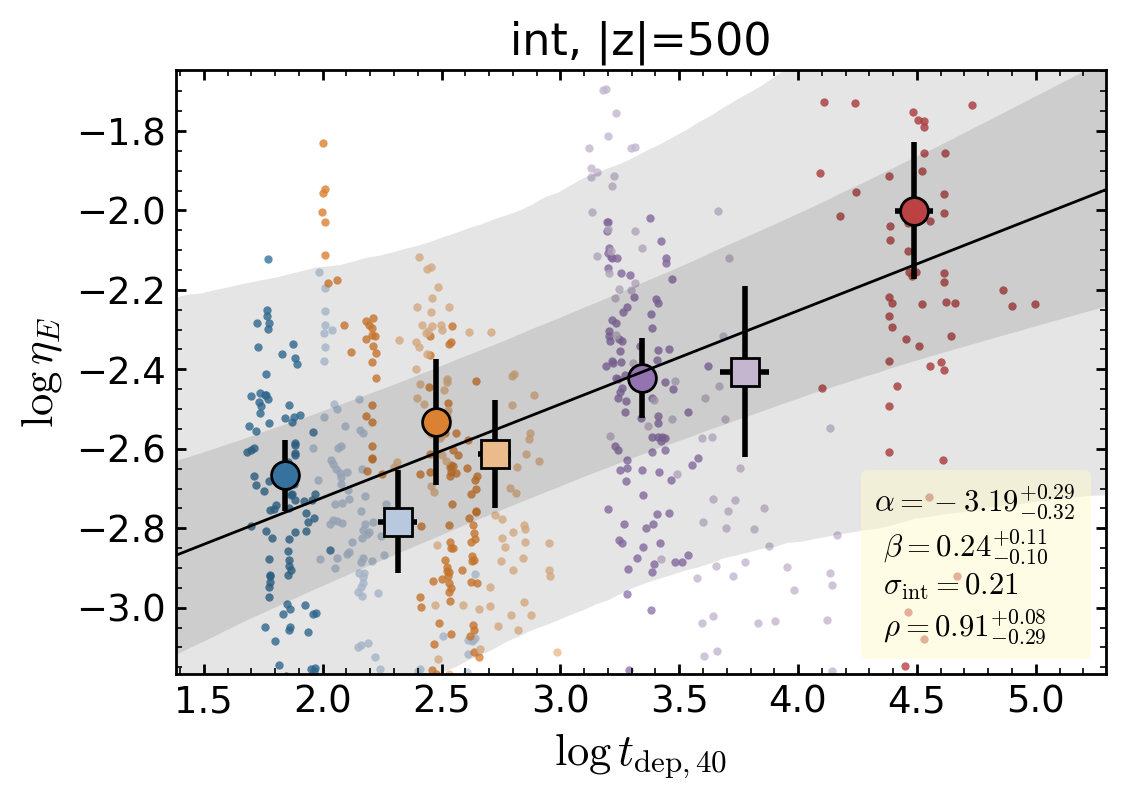 int, |z|=500
−1.8
−2.0
−2.2
−2.4
−2.6
−2.8
−3.0
log η_E
α = −3.19^{+0.29}_{−0.32}
β = 0.24^{+0.11}_{−0.10}
σ_int = 0.21
ρ = 0.91^{+0.08}_{−0.29}
1.5 2.0 2.5 3.0 3.5 4.0 4.5 5.0
log t_{dep, 40}